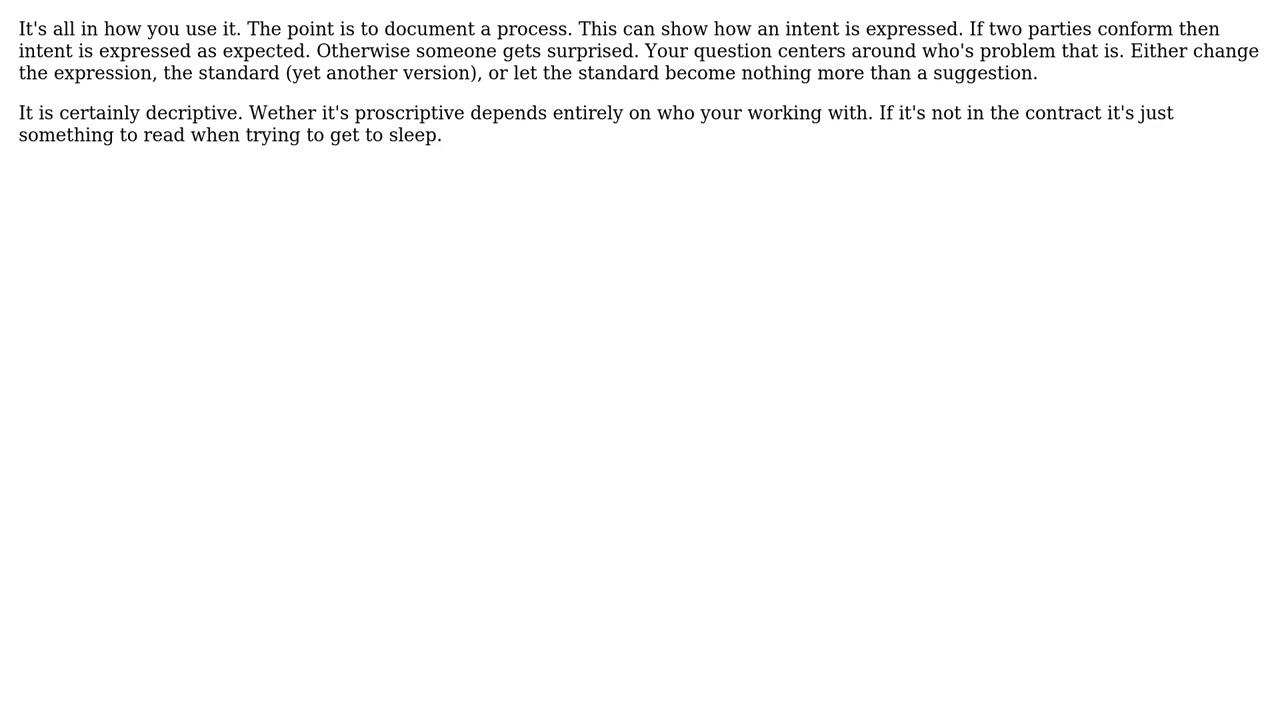 It's all in how you use it. The point is to document a process. This can show how an intent is expressed. If two parties conform then
intent is expressed as expected. Otherwise someone gets surprised. Your question centers around who's problem that is. Either change
the expression, the standard (yet another version), or let the standard become nothing more than a suggestion.
It is certainly decriptive. Wether it's proscriptive depends entirely on who your working with. If it's not in the contract it's just
something to read when trying to get to sleep.